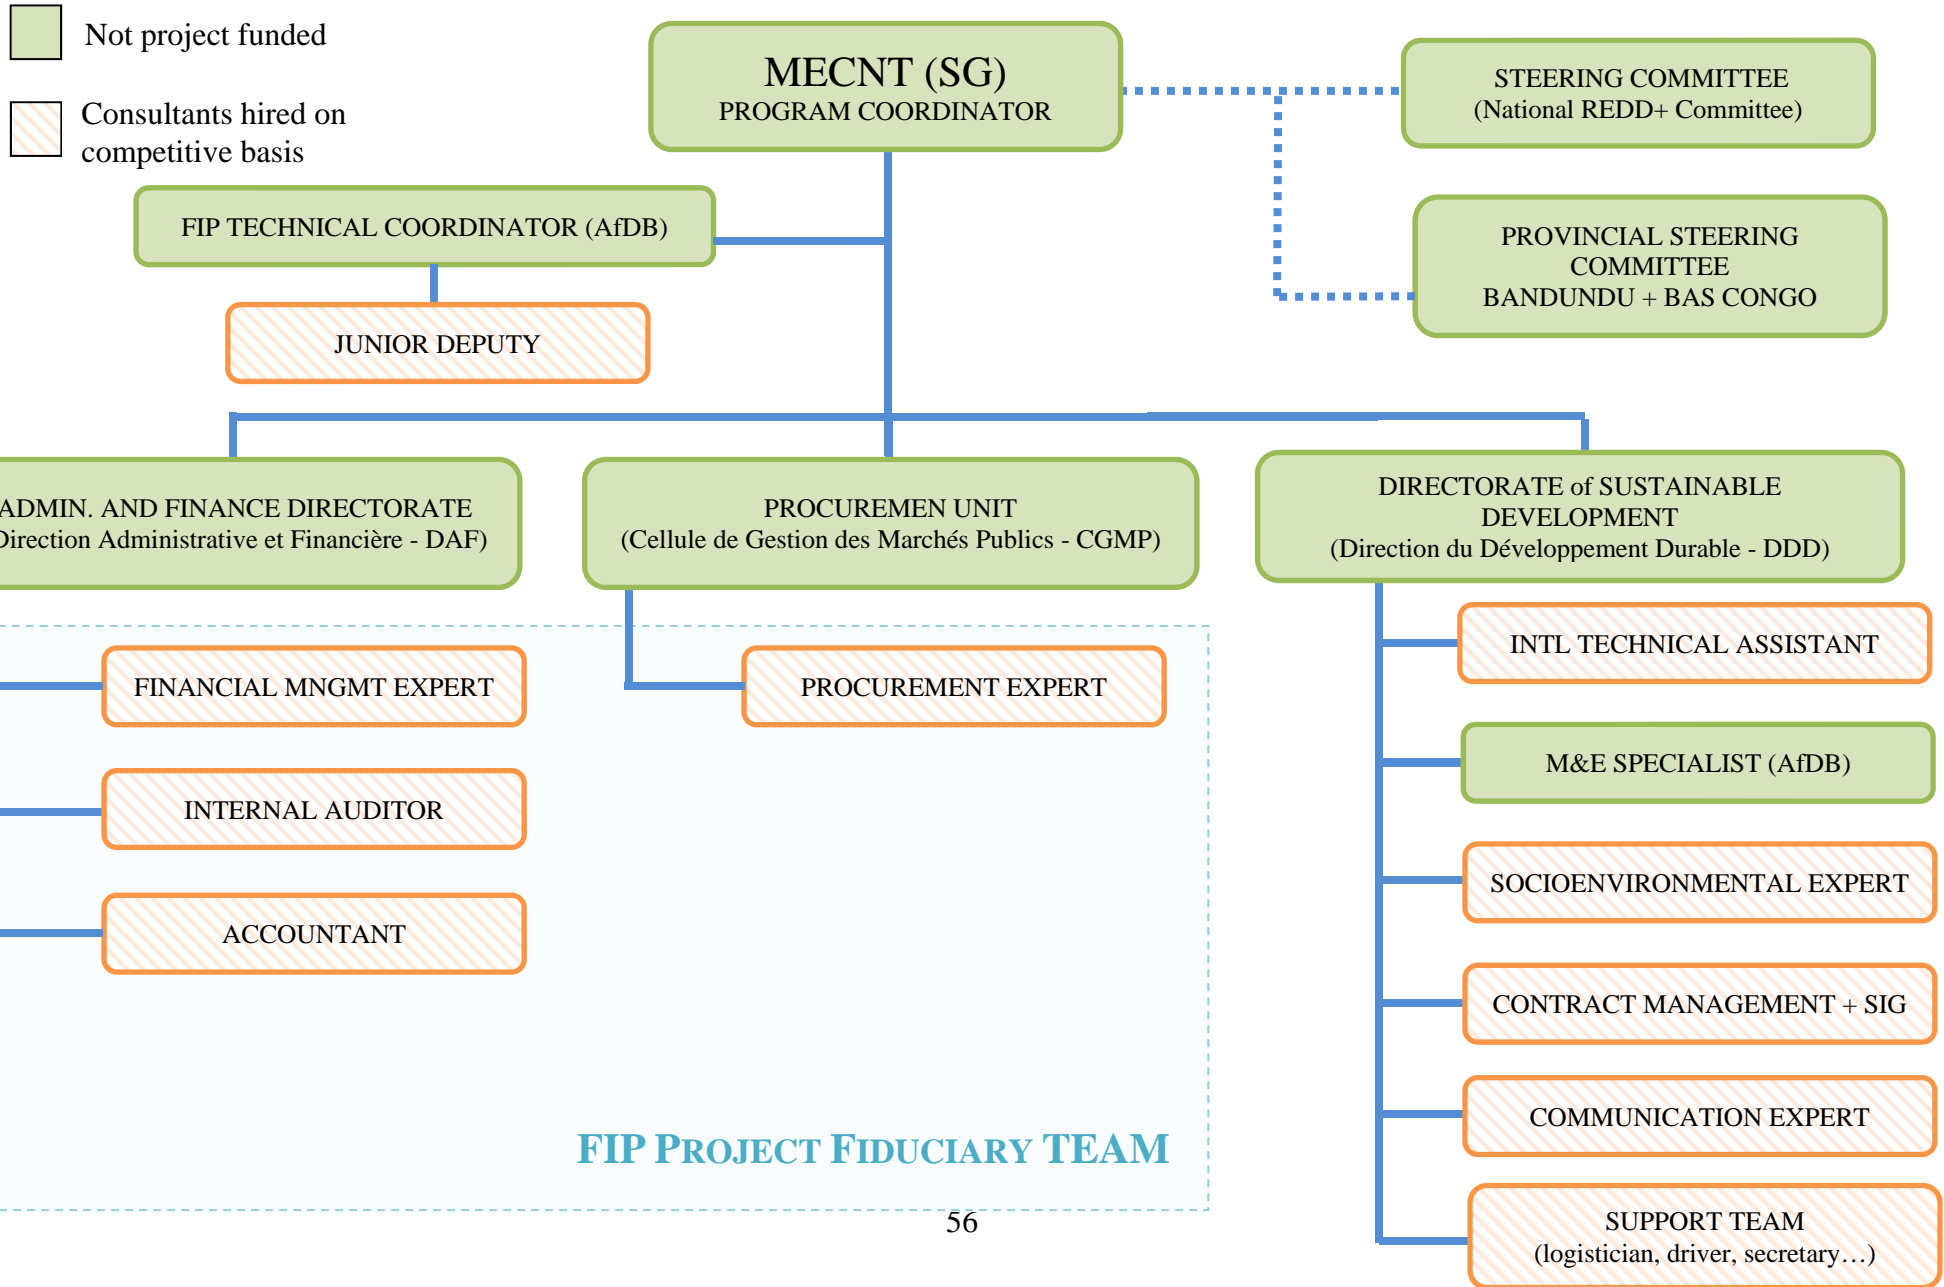 Not project funded
Consultants hired on
competitive basis
MECNT (SG)
PROGRAM COORDINATOR
STEERING COMMITTEE
(National REDD+ Committee)
PROVINCIAL STEERING
COMMITTEE
BANDUNDU + BAS CONGO
FIP TECHNICAL COORDINATOR (AfDB)
JUNIOR DEPUTY
ADMIN. AND FINANCE DIRECTORATE
Direction Administrative et Financière - DAF)
PROCUREMEN UNIT
(Cellule de Gestion des Marchés Publics - CGMP)
DIRECTORATE of SUSTAINABLE
DEVELOPMENT
(Direction du Développement Durable - DDD)
FINANCIAL MNGMT EXPERT
INTERNAL AUDITOR
ACCOUNTANT
PROCUREMENT EXPERT
INTL TECHNICAL ASSISTANT
M&E SPECIALIST (AfDB)
SOCIOENVIRONMENTAL EXPERT
CONTRACT MANAGEMENT + SIG
COMMUNICATION EXPERT
SUPPORT TEAM
(logistician, driver, secretary…)
FIP PROJECT FIDUCIARY TEAM
56